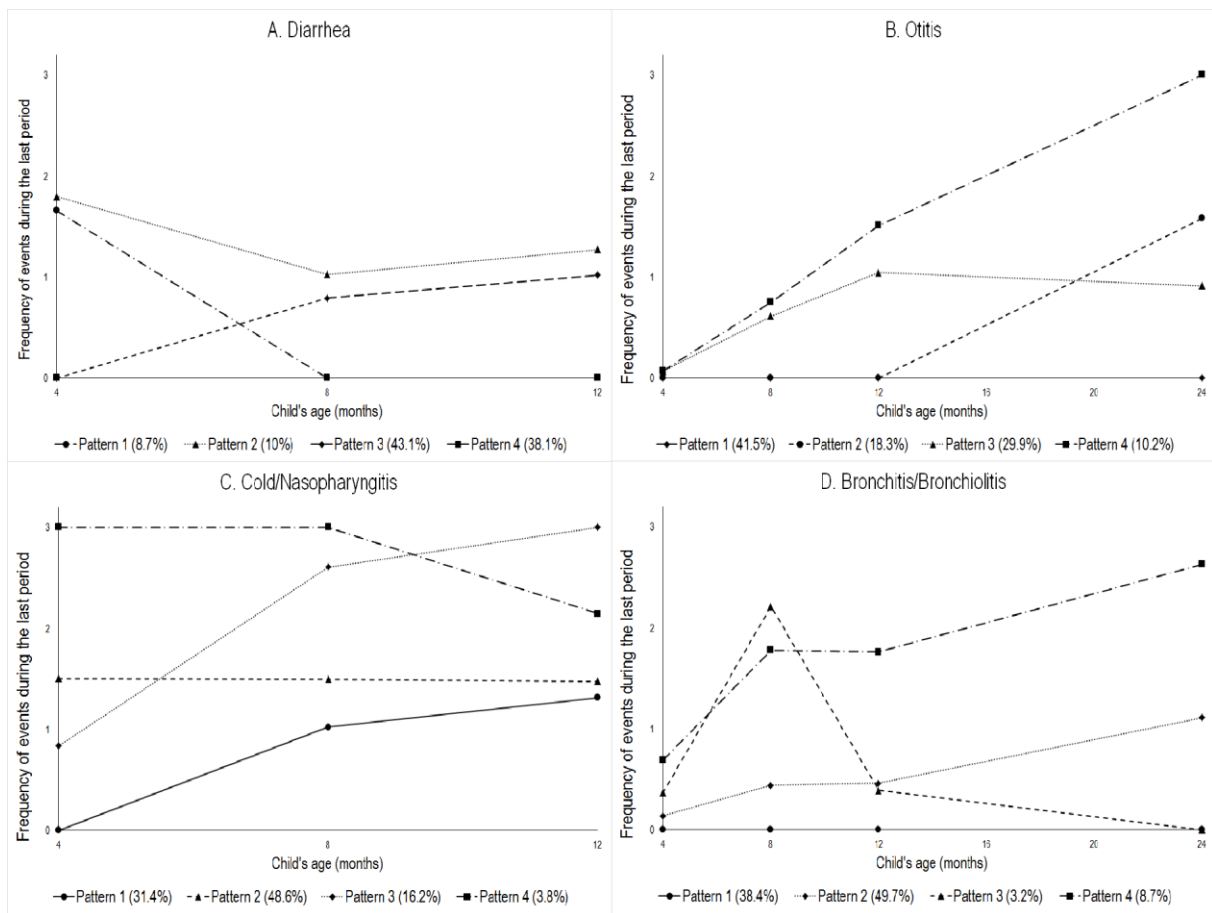 A. Diarrhea
Frequency of events during the last period
3
2
1
0
4
8
12
Child's age (months)
Pattern 1 (8.7%) Pattern 2 (10%) Pattern 3 (43.1%) Pattern 4 (38.1%)
B. Otitis
Frequency of events during the last period
3
2
1
0
4
8
12
16
20
24
Child's age (months)
Pattern 1 (41.5%) Pattern 2 (18.3%) Pattern 3 (29.9%) Pattern 4 (10.2%)
C. Cold/Nasopharyngitis
Frequency of events during the last period
3
2
1
0
4
8
12
Child's age (months)
Pattern 1 (31.4%) Pattern 2 (48.6%) Pattern 3 (16.2%) Pattern 4 (3.8%)
D. Bronchitis/Bronchiolitis
Frequency of events during the last period
3
2
1
0
4
8
12
16
20
24
Child's age (months)
Pattern 1 (38.4%) Pattern 2 (49.7%) Pattern 3 (3.2%) Pattern 4 (8.7%)